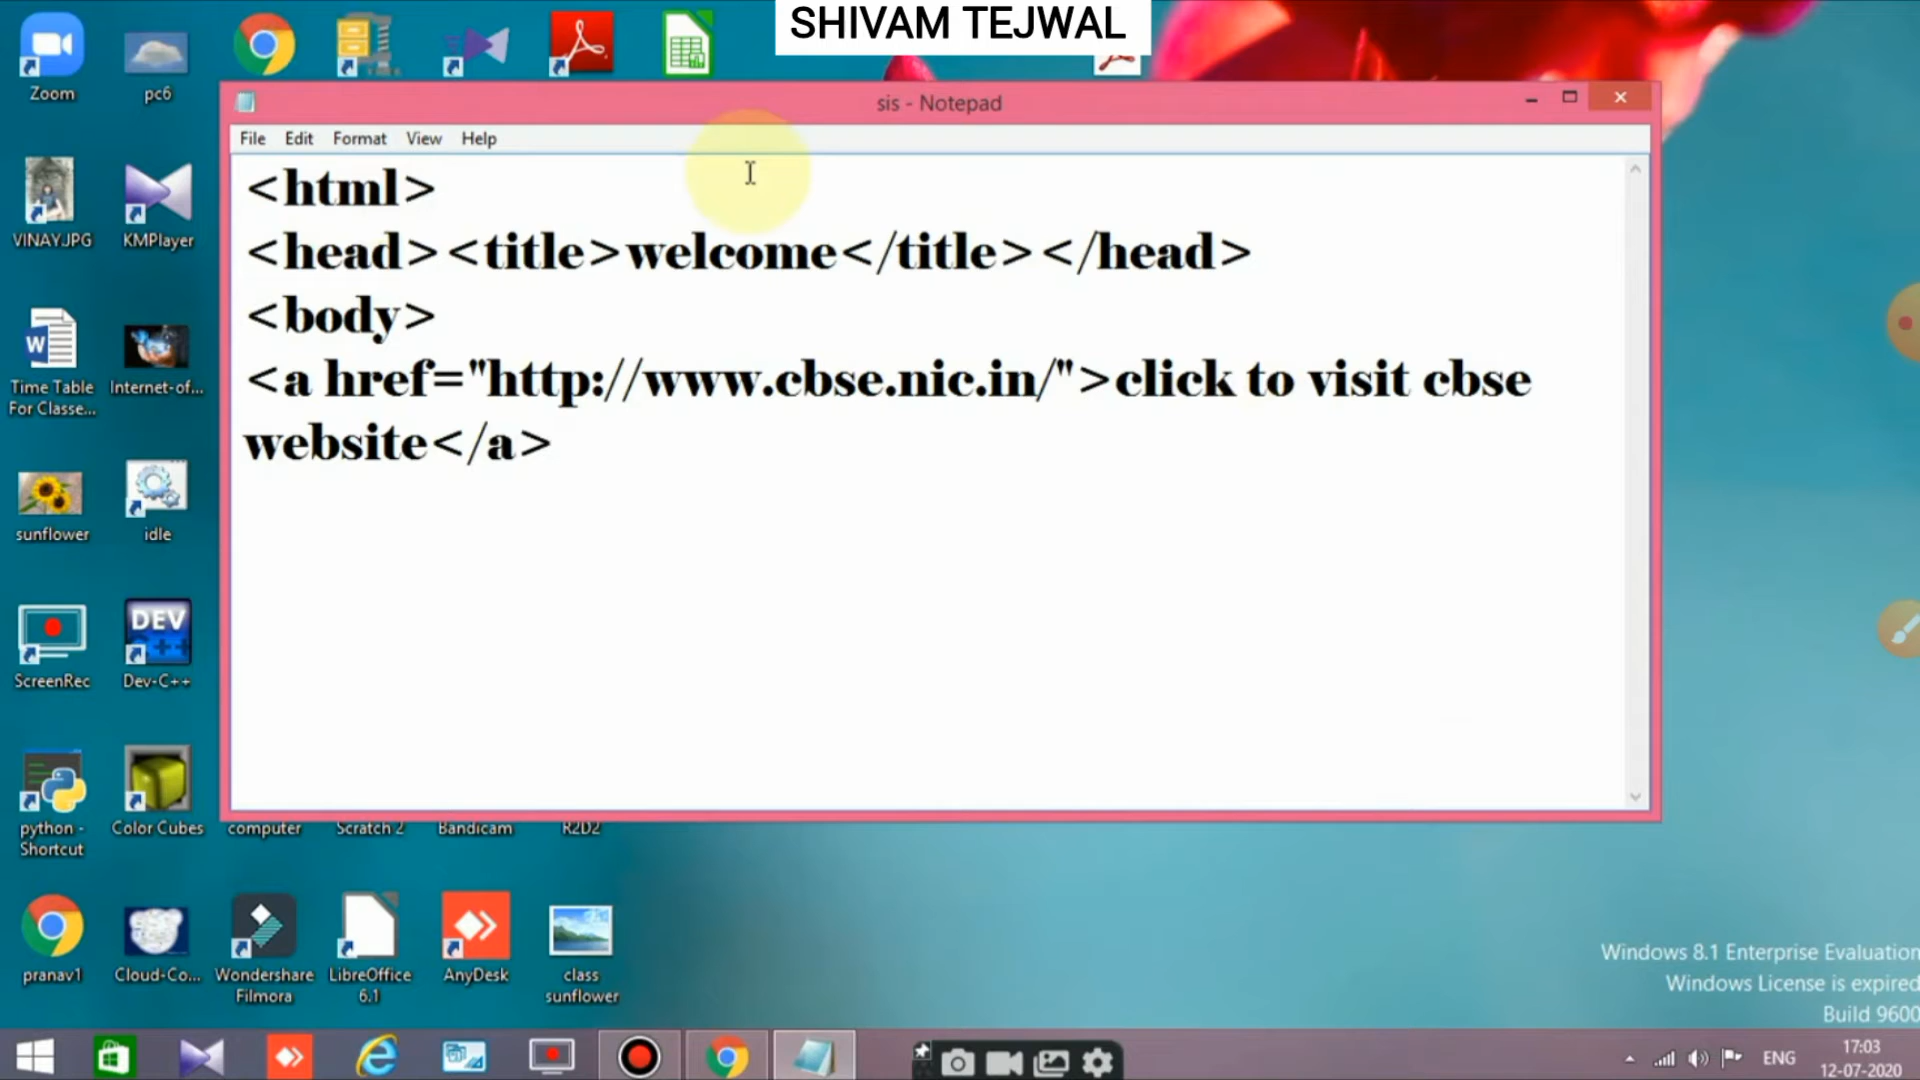 SHIVAM TEJWAL
Zoom
pc6
sis - Notepad
File Edit Format View Help
<html>
<head><title>welcome</title></head>
<body>
<a href="http://www.cbse.nic.in/">click to visit cbse
website</a>
VINAY.JPG
KMPlayer
Time Table
For Classe...
Internet-of...
sunflower
idle
DEV
C++
ScreenRec
Dev-C++
python -
Shortcut
Color Cubes
computer
Scratch 2
Bandicam
R2D2
pranav1
Cloud-Co...
Wondershare
Filmora
LibreOffice
6.1
AnyDesk
class
sunflower
Windows 8.1 Enterprise Evaluation
Windows License is expired
Build 9600
ENG
17:03
12-07-2020